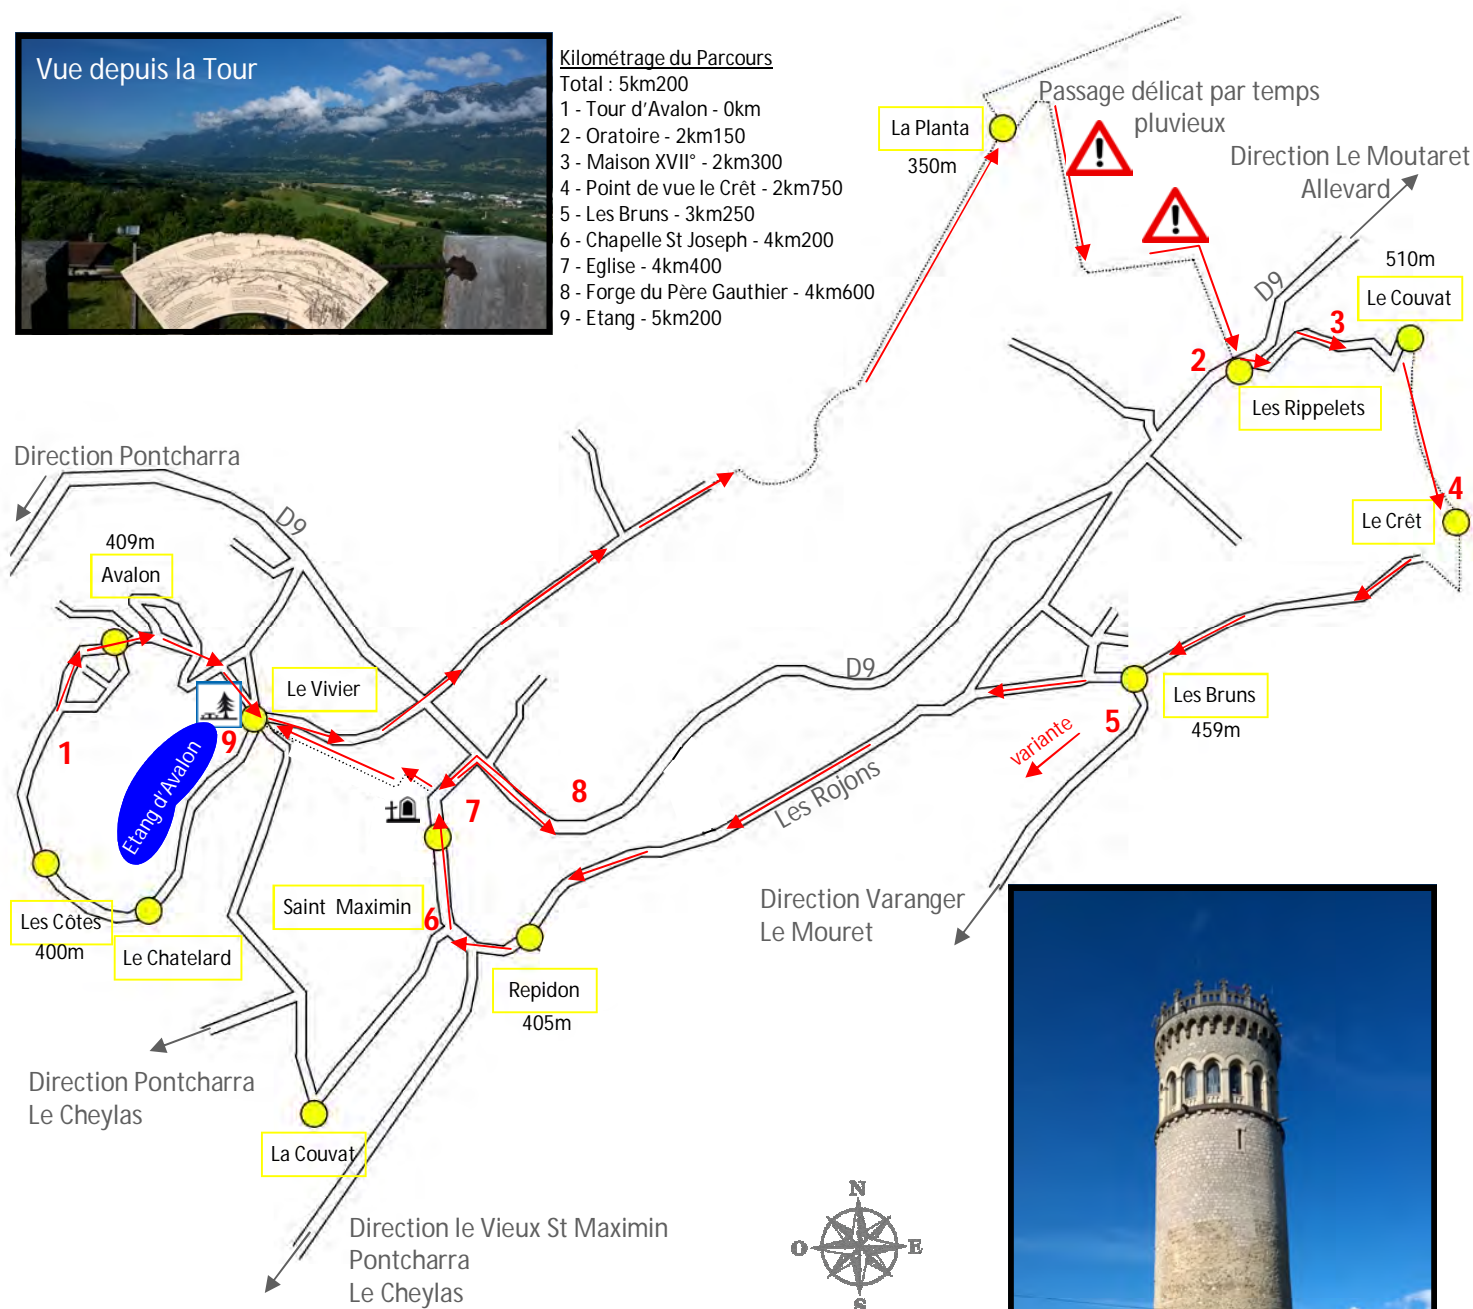 Vue depuis la Tour
Kilométrage du Parcours
Total : 5km200
1 - Tour d'Avalon - 0km
2 - Oratoire - 2km150
3 - Maison XVII° - 2km300
4 - Point de vue le Crêt - 2km750
5 - Les Bruns - 3km250
6 - Chapelle St Joseph - 4km200
7 - Eglise - 4km400
8 - Forge du Père Gauthier - 4km600
9 - Etang - 5km200
La Planta
350m
Passage délicat par temps
pluvieux
Direction Le Moutaret
Allevard
D9
510m
Le Couvat
3
2
Les Rippelets
4
Le Crêt
Direction Pontcharra
D9
409m
Avalon
Le Vivier
1
9
Etang d'Avalon
D9
8
7
Les Rojons
Les Bruns
459m
5
variante
Les Côtes
400m
Le Chatelard
Saint Maximin
6
Repidon
405m
Direction Varanger
Le Mouret
Direction Pontcharra
Le Cheylas
La Couvat
Direction le Vieux St Maximin
Pontcharra
Le Cheylas
N
O
E
S